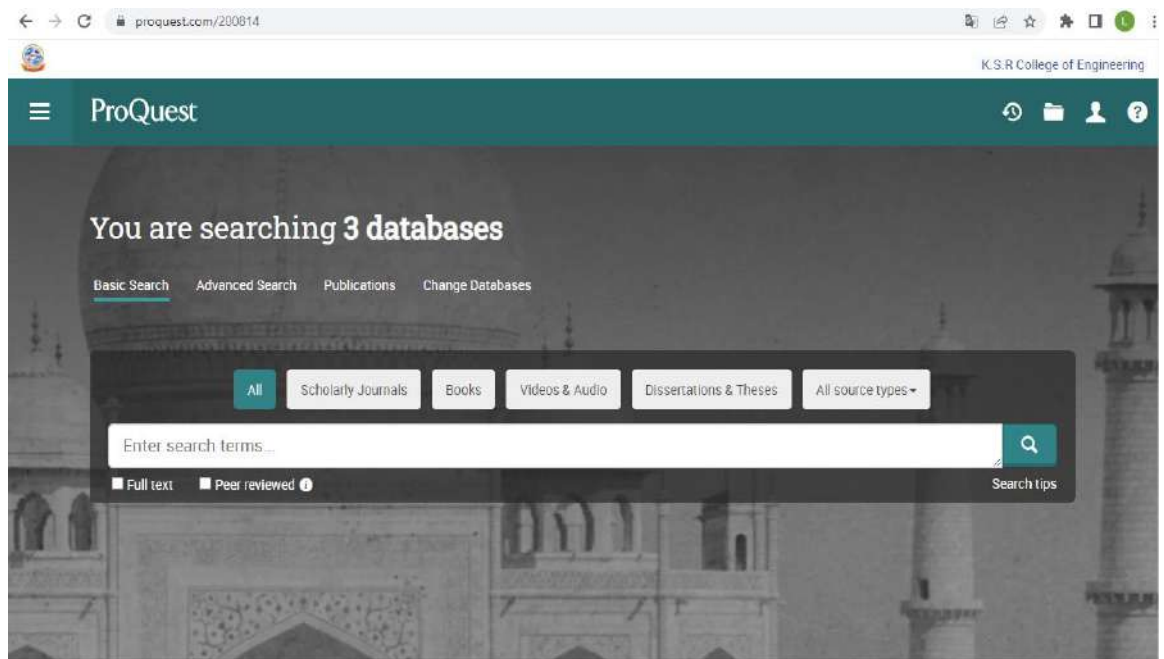 proquest.com/200814
L
K.S.R College of Engineering
ProQuest
?
You are searching 3 databases
Basic Search Advanced Search Publications Change Databases
All Scholarly Journals Books Videos & Audio Dissertations & Theses All source types
Enter search terms...
Full text Peer reviewed i Search tips